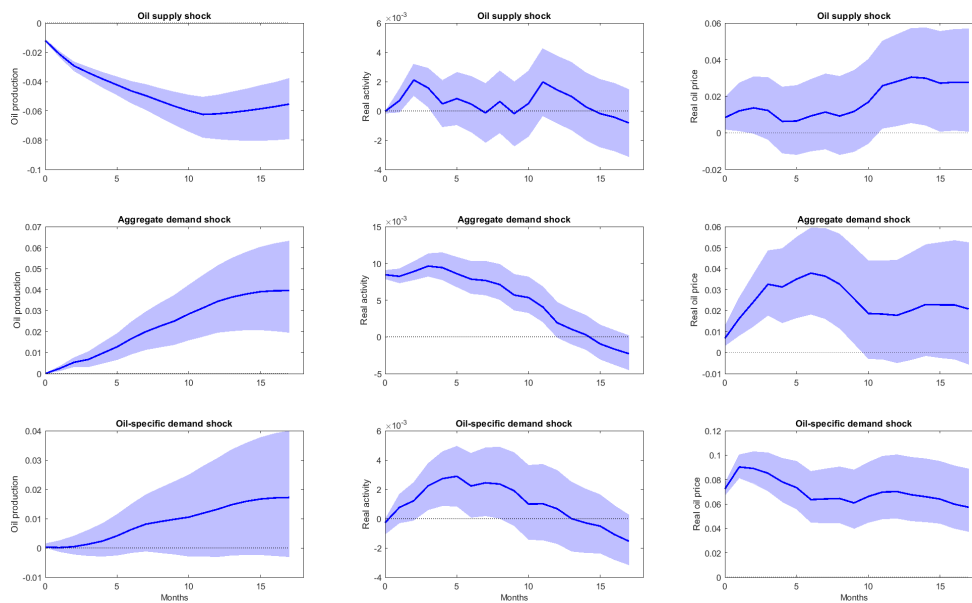 Oil supply shock
Oil production
0
-0.02
-0.04
-0.06
-0.08
-0.1
0 5 10 15
Oil supply shock
×10⁻³
Real activity
6
4
2
0
-2
-4
0 5 10 15
Oil supply shock
Real oil price
0.06
0.04
0.02
0
-0.02
0 5 10 15
Aggregate demand shock
Oil production
0.07
0.06
0.05
0.04
0.03
0.02
0.01
0
0 5 10 15
Aggregate demand shock
×10⁻³
Real activity
15
10
5
0
-5
0 5 10 15
Aggregate demand shock
Real oil price
0.06
0.05
0.04
0.03
0.02
0.01
0
-0.01
0 5 10 15
Oil-specific demand shock
Oil production
0.04
0.03
0.02
0.01
0
-0.01
0 5 10 15
Months
Oil-specific demand shock
×10⁻³
Real activity
6
4
2
0
-2
-4
0 5 10 15
Months
Oil-specific demand shock
Real oil price
0.12
0.1
0.08
0.06
0.04
0.02
0
0 5 10 15
Months